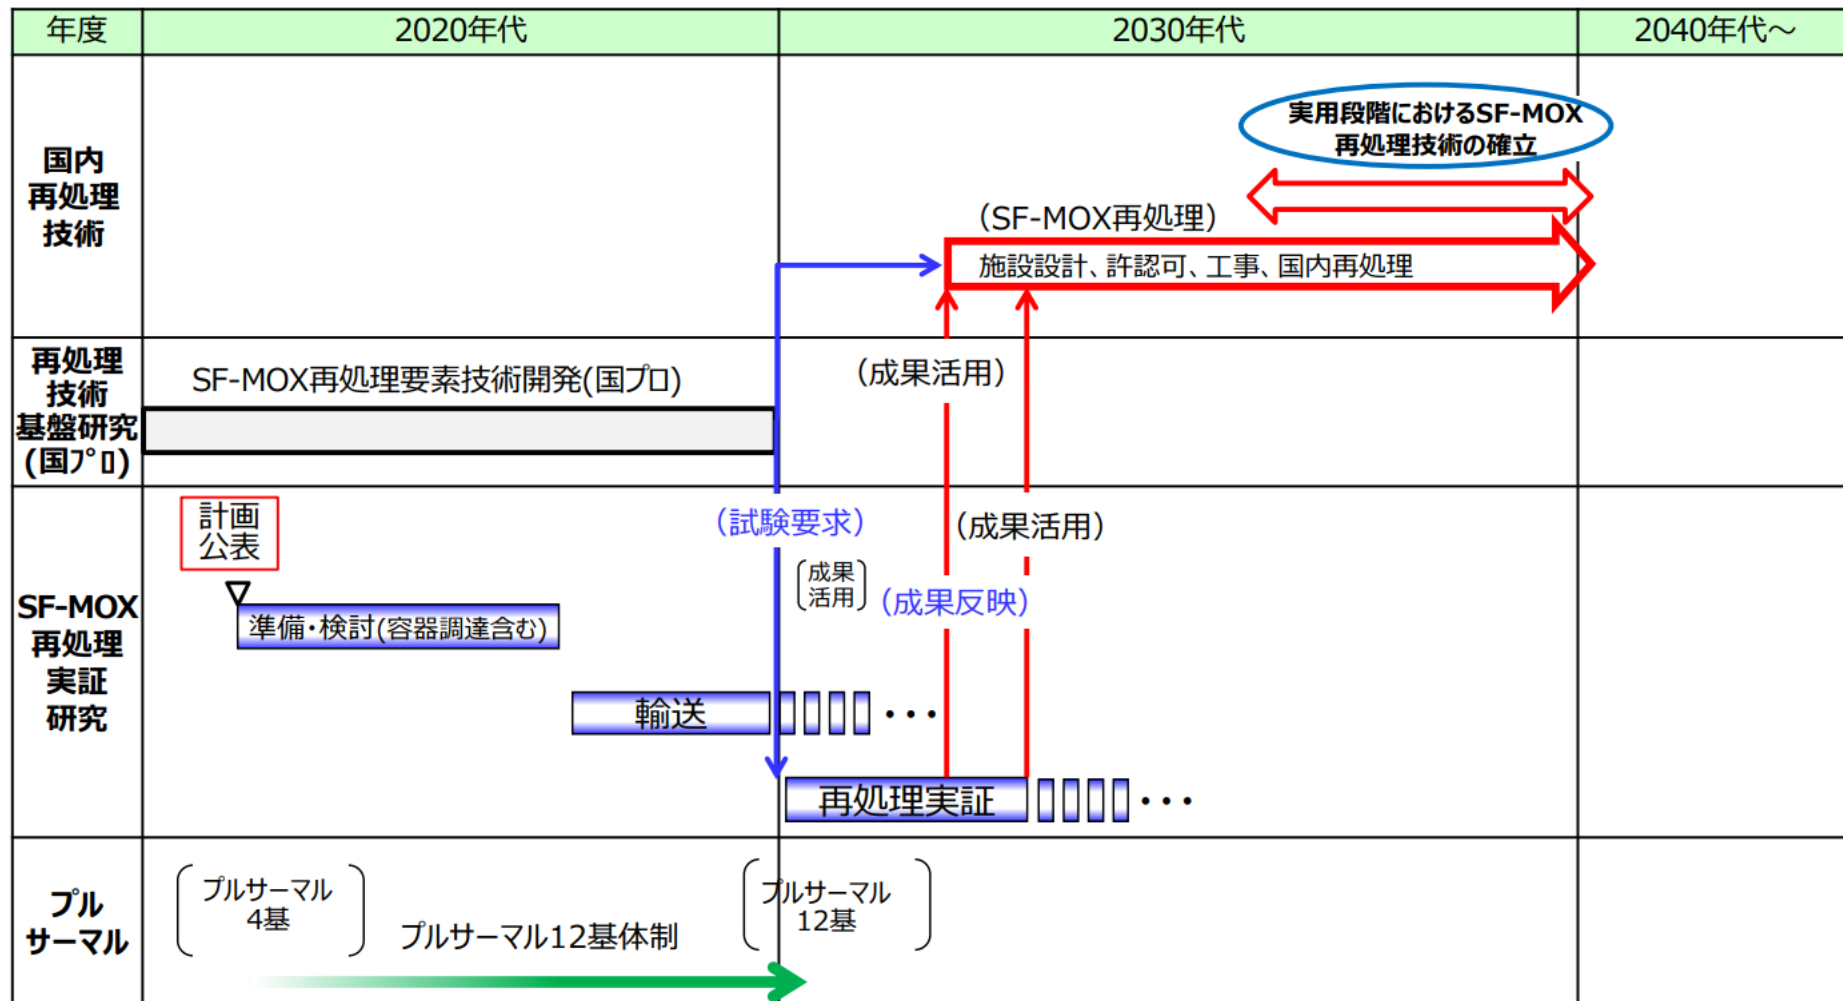 年度
2020年代
2030年代
2040年代～
国内
再処理
技術
実用段階におけるSF-MOX
再処理技術の確立
（SF-MOX再処理）
施設設計、許認可、工事、国内再処理
再処理
技術
基盤研究
(国プロ)
SF-MOX再処理要素技術開発(国プロ)
（成果活用）
SF-MOX
再処理
実証
研究
計画
公表
（試験要求）
（成果活用）
成果
活用
（成果反映）
準備・検討(容器調達含む)
輸送
・・・
再処理実証
・・・
プル
サーマル
プルサーマル
4基
プルサーマル12基体制
プルサーマル
12基